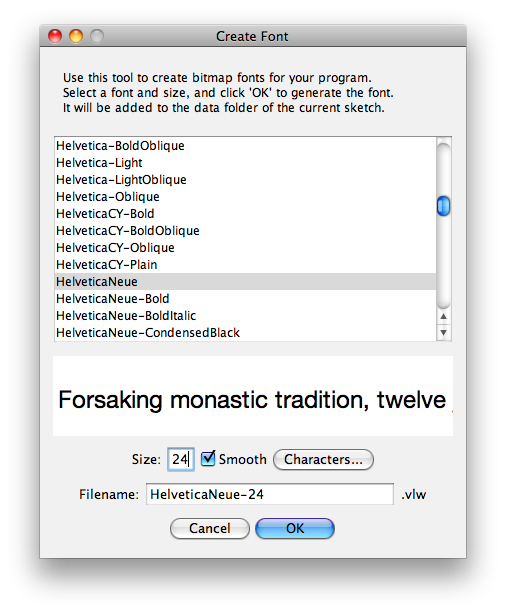 Create Font
Use this tool to create bitmap fonts for your program.
Select a font and size, and click 'OK' to generate the font.
It will be added to the data folder of the current sketch.
Helvetica-BoldOblique
Helvetica-Light
Helvetica-LightOblique
Helvetica-Oblique
HelveticaCY-Bold
HelveticaCY-BoldOblique
HelveticaCY-Oblique
HelveticaCY-Plain
HelveticaNeue
HelveticaNeue-Bold
HelveticaNeue-BoldItalic
HelveticaNeue-CondensedBlack
Forsaking monastic tradition, twelve
Size: 24 Smooth Characters...
Filename: HelveticaNeue-24 .vlw
Cancel OK